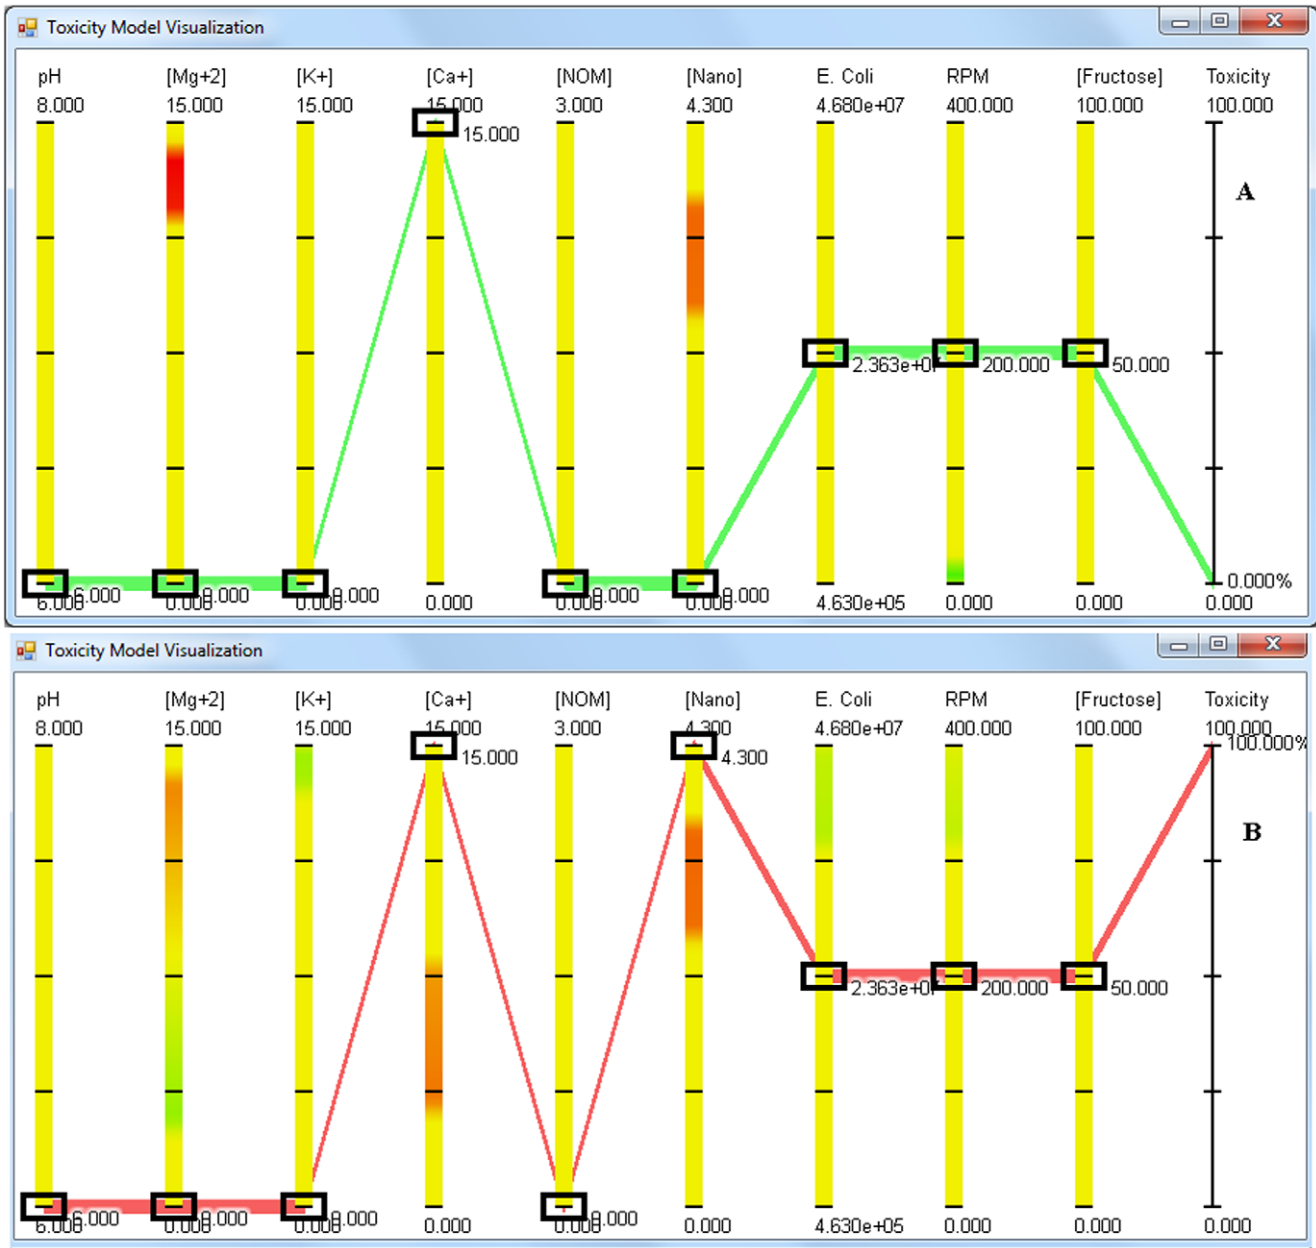 Toxicity Model Visualization
pH [Mg+2] [K+] [Ca+] [NOM] [Nano] E. Coli RPM [Fructose] Toxicity
8.000 15.000 15.000 15.000 3.000 4.300 4.680e+07 400.000 100.000 100.000
15.000
A
2.363e+07 200.000 50.000
0.000%
6.000 0.000 0.000 0.000 0.000
0.000 4.630e+05 0.000 0.000 0.000
Toxicity Model Visualization
pH [Mg+2] [K+] [Ca+] [NOM] [Nano] E. Coli RPM [Fructose] Toxicity
8.000 15.000 15.000 15.000 3.000 4.300 4.680e+07 400.000 100.000 100.000
100.000%
15.000 4.300
B
2.363e+07 200.000 50.000
6.000 0.000 0.000 0.000
0.000 0.000 4.630e+05 0.000 0.000 0.000